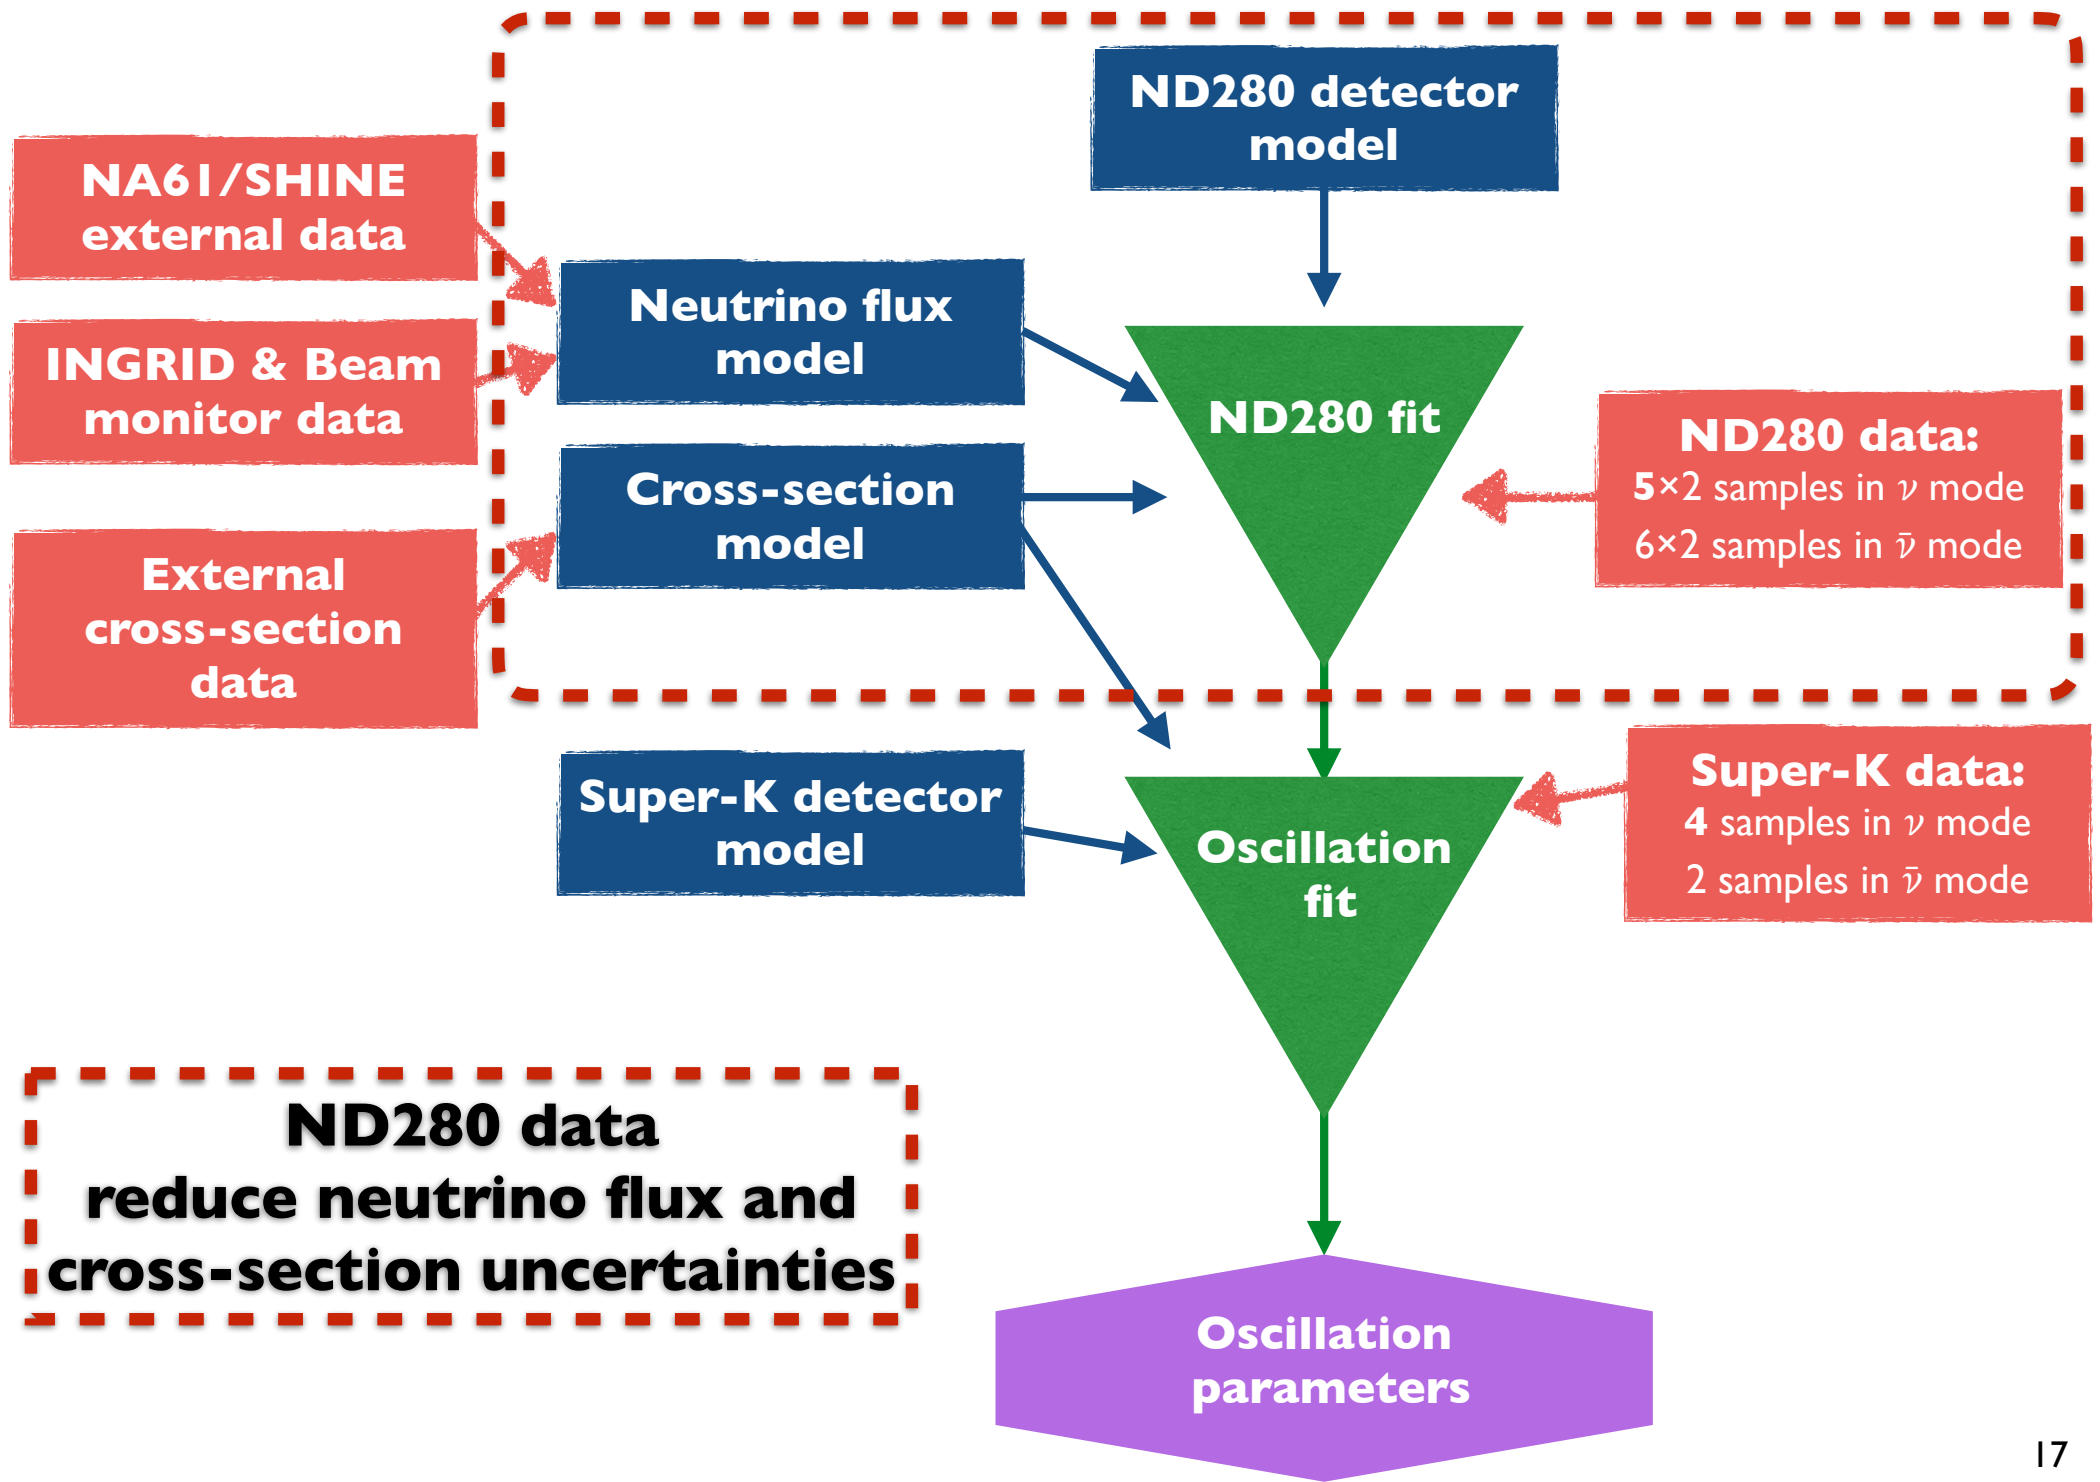 ND280 detector
model
NA61/SHINE
external data
Neutrino flux
model
INGRID & Beam
monitor data
ND280 fit
ND280 data:
5×2 samples in ν mode
6×2 samples in ν̄ mode
Cross-section
model
External
cross-section
data
Super-K detector
model
Oscillation
fit
Super-K data:
4 samples in ν mode
2 samples in ν̄ mode
ND280 data
reduce neutrino flux and
cross-section uncertainties
Oscillation
parameters
17